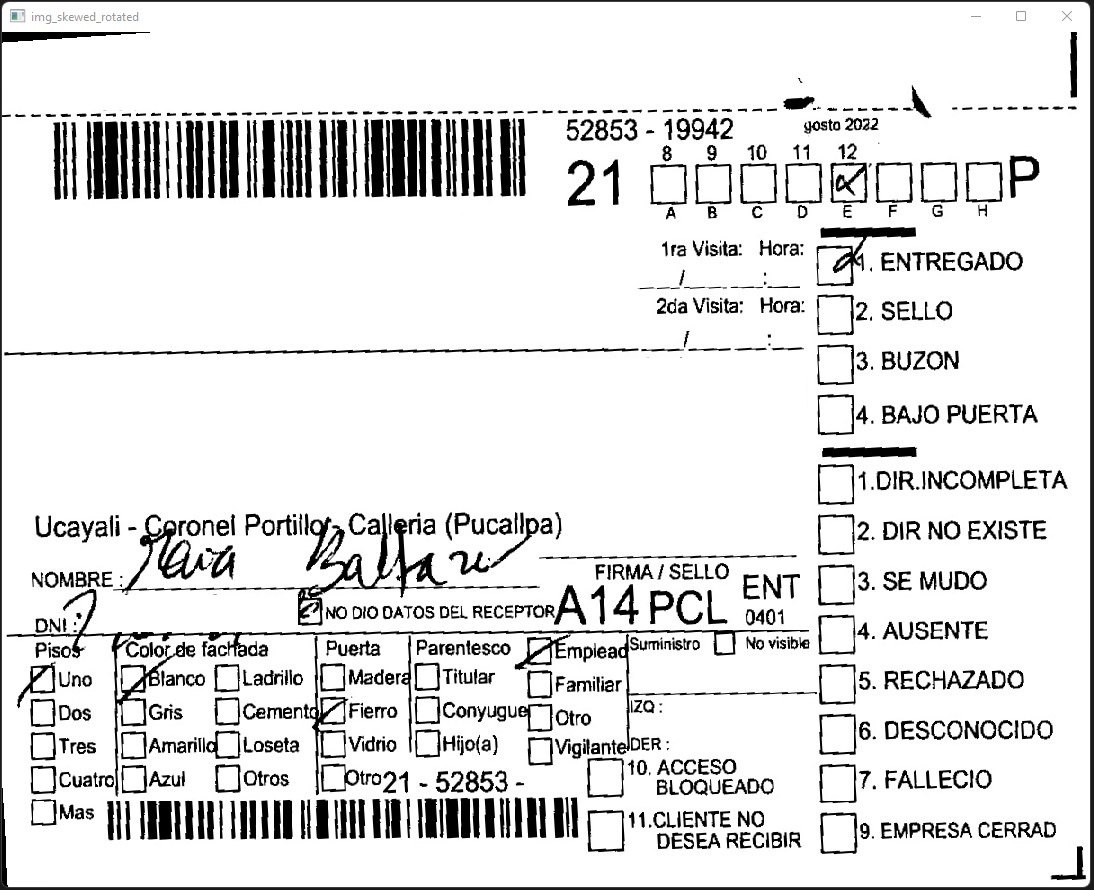 img_skewed_rotated
52853 - 19942 gosto 2022
8 9 10 11 12
21 P
A B C D E F G H
1ra Visita: Hora:
/ :
2da Visita: Hora:
/ :
1. ENTREGADO
2. SELLO
3. BUZON
4. BAJO PUERTA
1.DIR.INCOMPLETA
2. DIR NO EXISTE
3. SE MUDO
4. AUSENTE
5. RECHAZADO
6. DESCONOCIDO
7. FALLECIO
9. EMPRESA CERRAD
Ucayali - Coronel Portillo - Calleria (Pucallpa)
NOMBRE :
FIRMA / SELLO
DNI :
NO DIO DATOS DEL RECEPTOR
A14 PCL ENT
0401
Pisos
Uno
Dos
Tres
Cuatro
Mas
Color de fachada
Blanco Ladrillo
Gris Cemento
Amarillo Loseta
Azul Otros
Puerta
Madera
Fierro
Vidrio
Otro
Parentesco
Titular
Conyugue
Hijo(a)
Emplead
Familiar
Otro
Vigilante
Suministro No visible
IZQ :
DER :
21 - 52853 -
10. ACCESO
BLOQUEADO
11.CLIENTE NO
DESEA RECIBIR